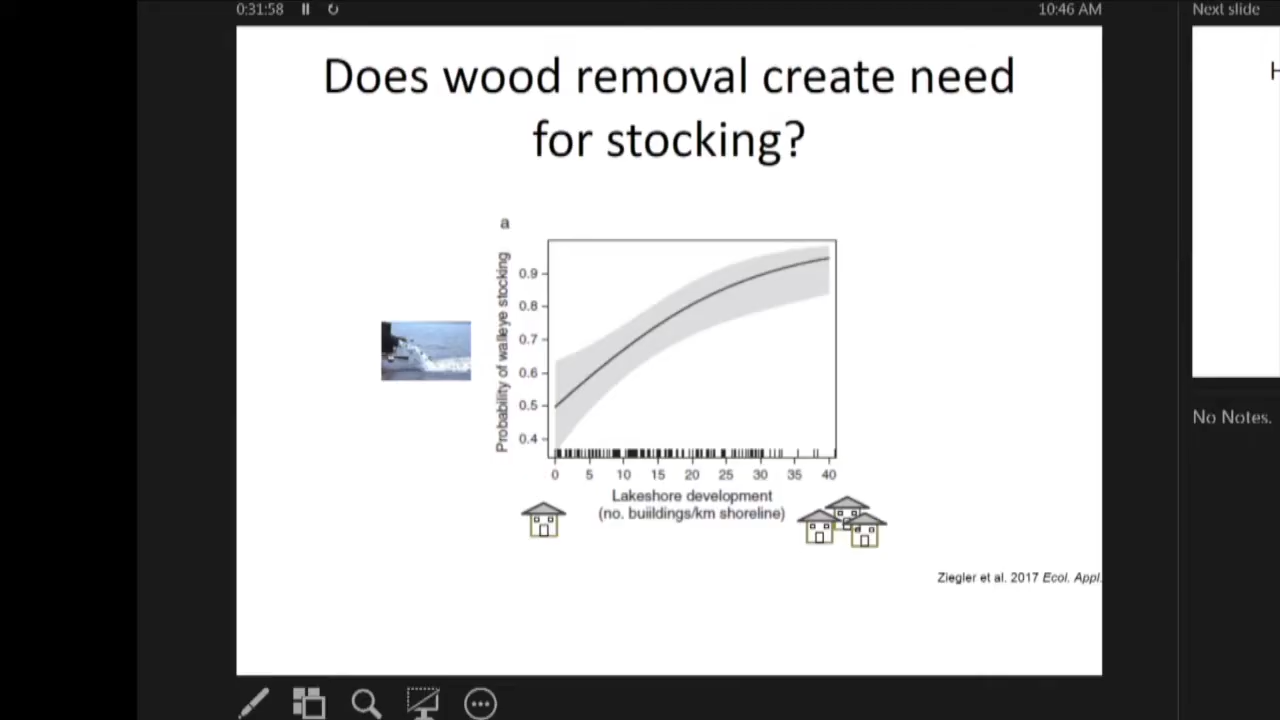 0:31:58
10:46 AM
Next slide
Does wood removal create need
for stocking?
H
a
Probability of walleye stocking
0.9
0.8
0.7
0.6
0.5
0.4
0 5 10 15 20 25 30 35 40
Lakeshore development
(no. buiildings/km shoreline)
Ziegler et al. 2017 Ecol. Appl.
No Notes.